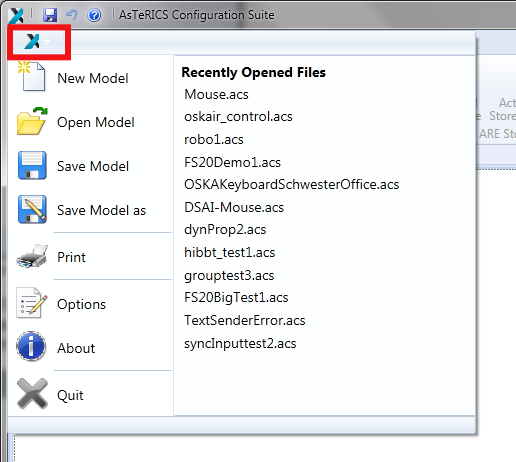 AsTeRICS Configuration Suite
New Model
Open Model
Save Model
Save Model as
Print
Options
About
Quit
Recently Opened Files
Mouse.acs
oskair_control.acs
robo1.acs
FS20Demo1.acs
OSKAKeyboardSchwesterOffice.acs
DSAI-Mouse.acs
dynProp2.acs
hibbt_test1.acs
grouptest3.acs
FS20BigTest1.acs
TextSenderError.acs
syncInputtest2.acs
Act
e Store
ARE Sto